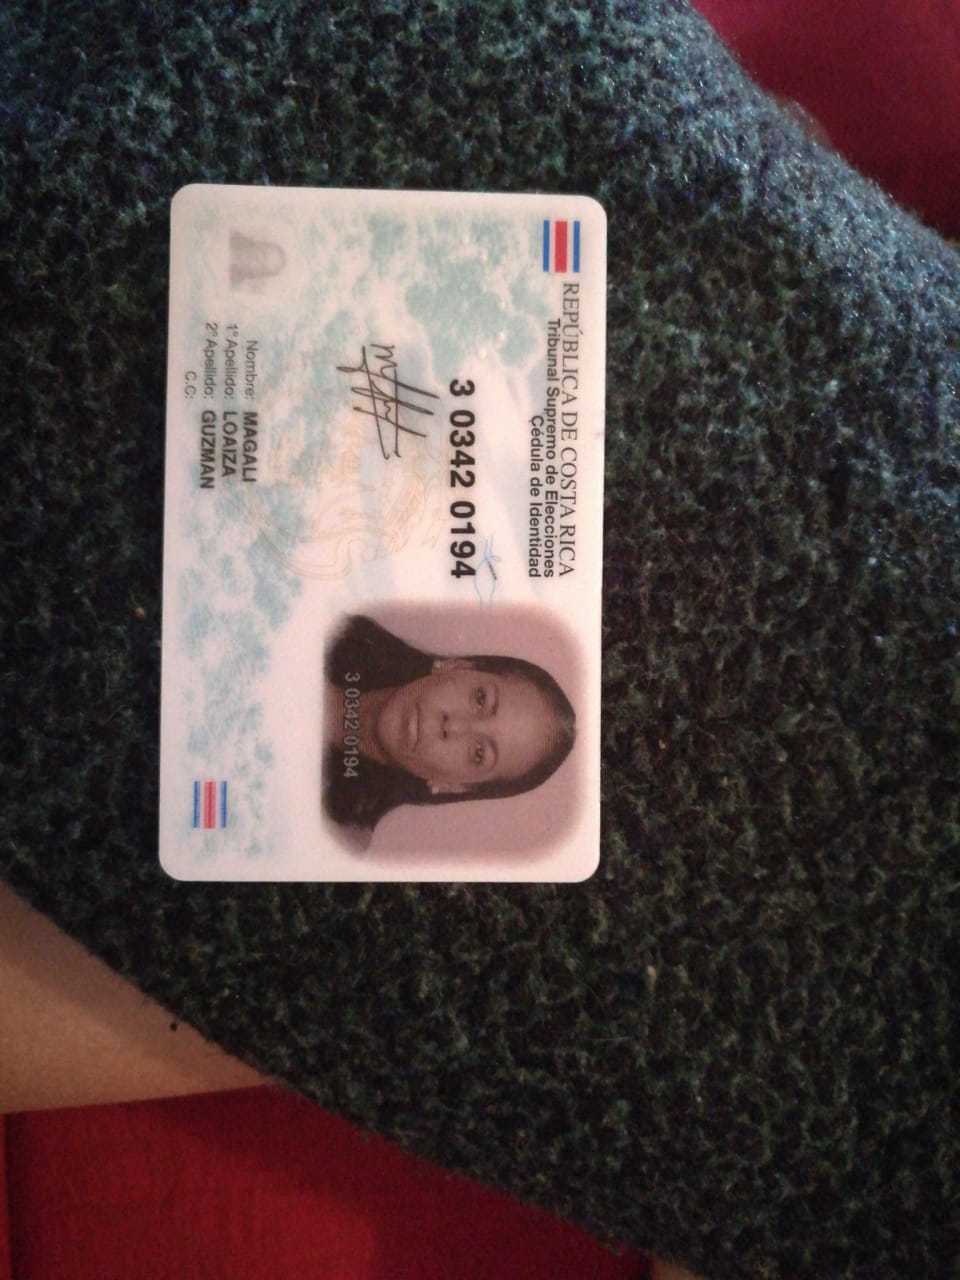 REPÚBLICA DE COSTA RICA
Tribunal Supremo de Elecciones
Cédula de Identidad
3 0342 0194
3 0342 0194
Nombre: MAGALI
1° Apellido: LOAIZA
2° Apellido: GUZMAN
C.C: